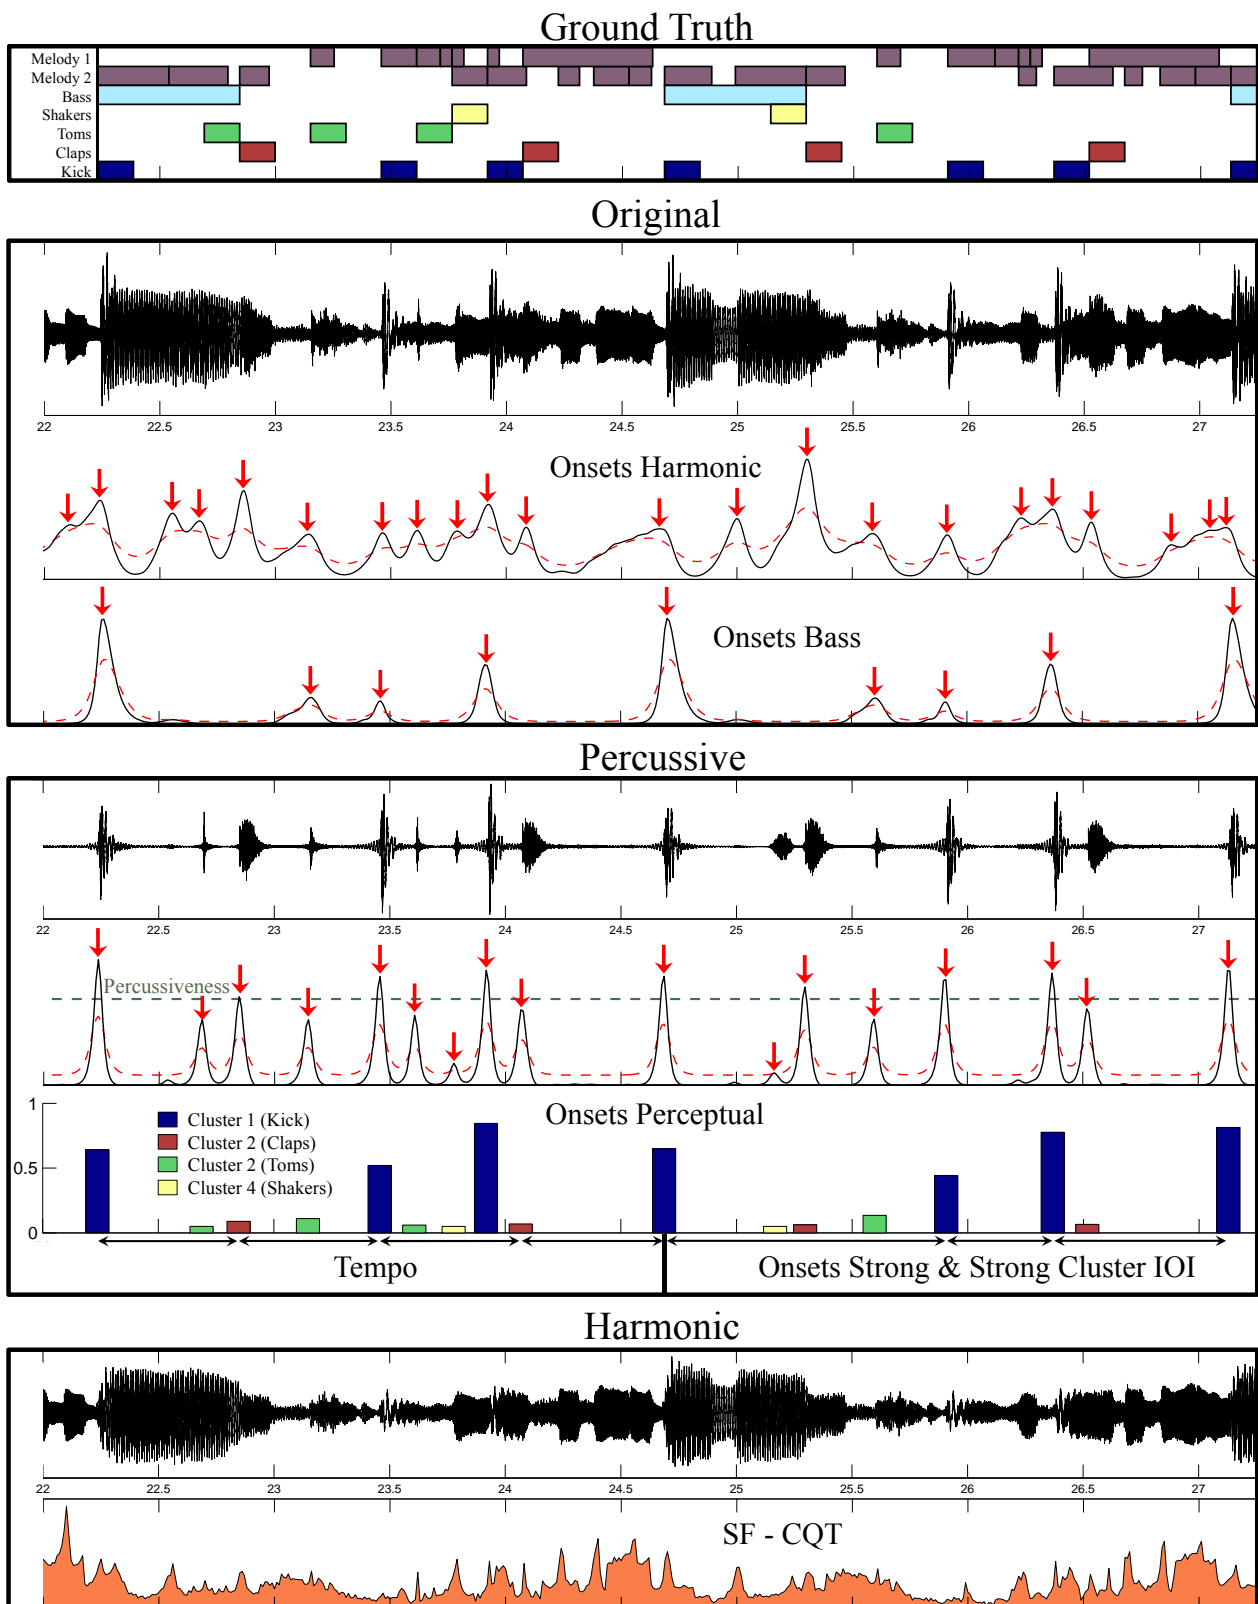 Ground Truth
Melody 1
Melody 2
Bass
Shakers
Toms
Claps
Kick
Original
22 22.5 23 23.5 24 24.5 25 25.5 26 26.5 27
Onsets Harmonic
Onsets Bass
Percussive
22 22.5 23 23.5 24 24.5 25 25.5 26 26.5 27
Percussiveness
Onsets Perceptual
1
0.5
0
Cluster 1 (Kick)
Cluster 2 (Claps)
Cluster 2 (Toms)
Cluster 4 (Shakers)
Tempo
Onsets Strong & Strong Cluster IOI
Harmonic
22 22.5 23 23.5 24 24.5 25 25.5 26 26.5 27
SF - CQT